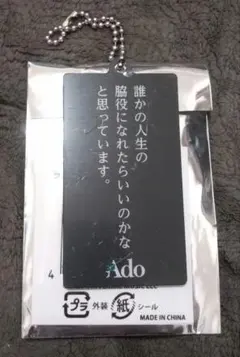 誰かの人生の
脇役になれたらいいのかな
と思っています。
Ado
4
プラ 外装 紙 シール
MADE IN CHINA